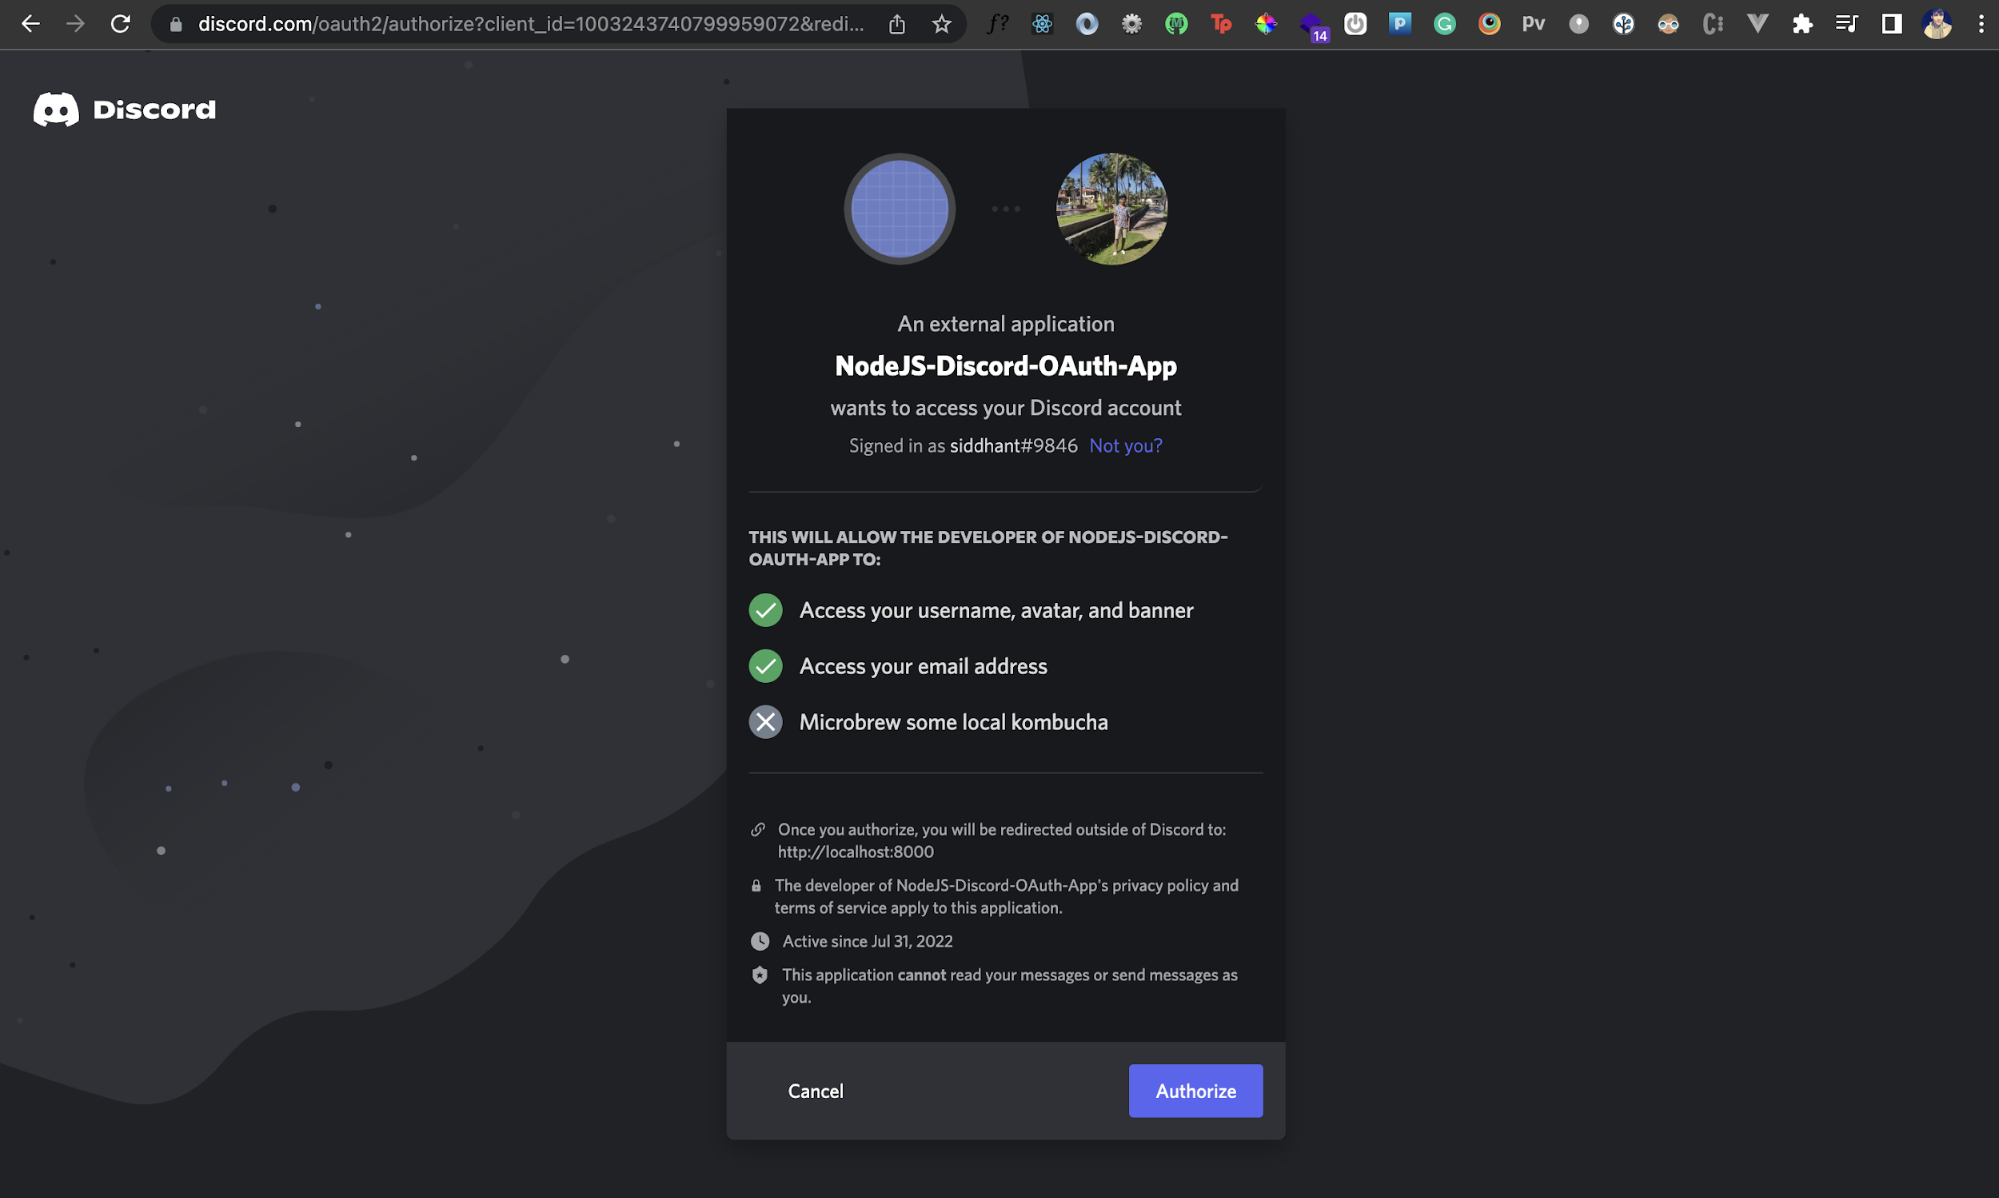 discord.com/oauth2/authorize?client_id=1003243740799959072&redi...
f?
Tp
14
P
G
Pv
C
Discord
An external application
NodeJS-Discord-OAuth-App
wants to access your Discord account
Signed in as siddhant#9846 Not you?
THIS WILL ALLOW THE DEVELOPER OF NODEJS-DISCORD-
OAUTH-APP TO:
Access your username, avatar, and banner
Access your email address
Microbrew some local kombucha
Once you authorize, you will be redirected outside of Discord to:
http://localhost:8000
The developer of NodeJS-Discord-OAuth-App's privacy policy and
terms of service apply to this application.
Active since Jul 31, 2022
This application cannot read your messages or send messages as
you.
Cancel
Authorize